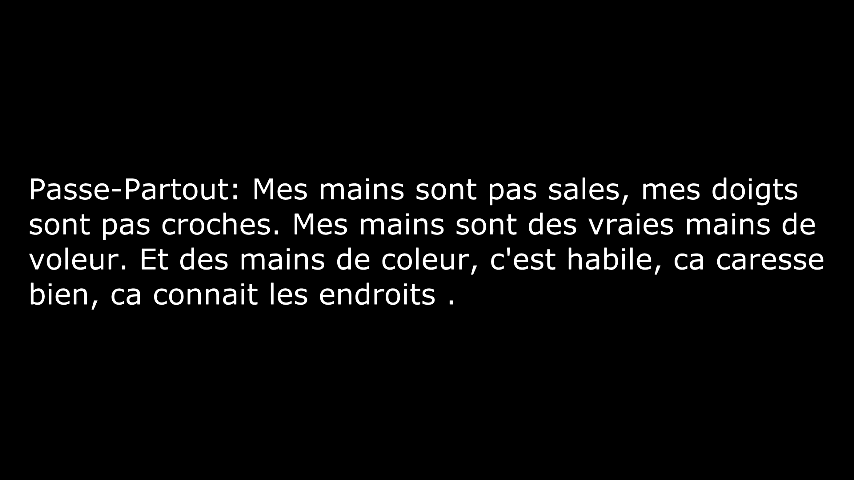 Passe-Partout: Mes mains sont pas sales, mes doigts
sont pas croches. Mes mains sont des vraies mains de
voleur. Et des mains de coleur, c'est habile, ca caresse
bien, ca connait les endroits .